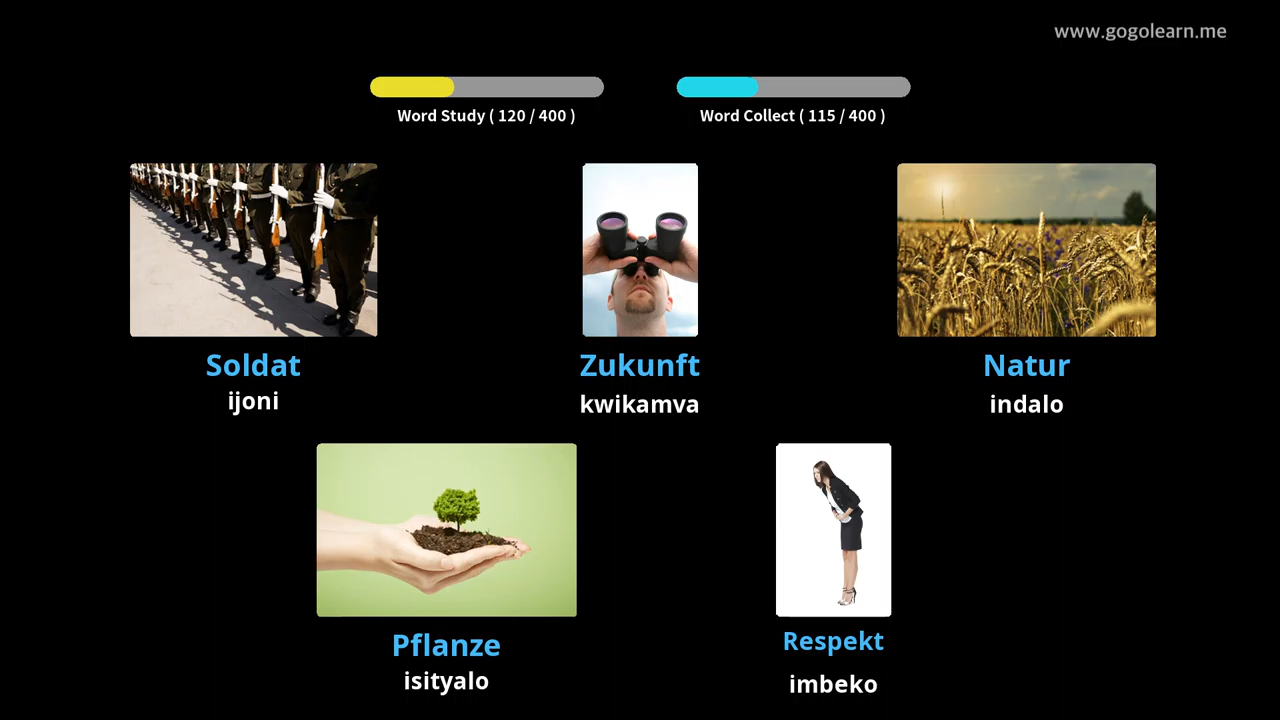 www.gogolearn.me
Word Study ( 120 / 400 )
Word Collect ( 115 / 400 )
Soldat
ijoni
Zukunft
kwikamva
Natur
indalo
Pflanze
isityalo
Respekt
imbeko